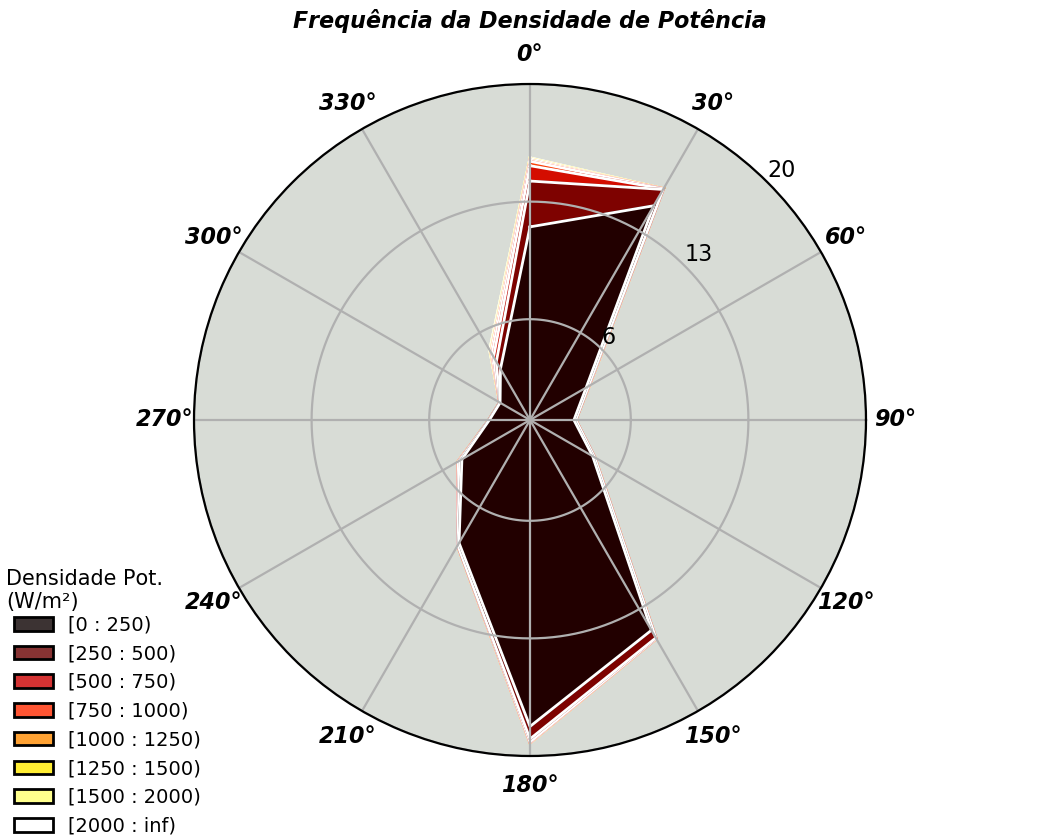 Frequência da Densidade de Potência
0°
330°
30°
20
300°
60°
13
6
270°
90°
240°
120°
210°
150°
180°
Densidade Pot.
(W/m²)
[0 : 250)
[250 : 500)
[500 : 750)
[750 : 1000)
[1000 : 1250)
[1250 : 1500)
[1500 : 2000)
[2000 : inf)